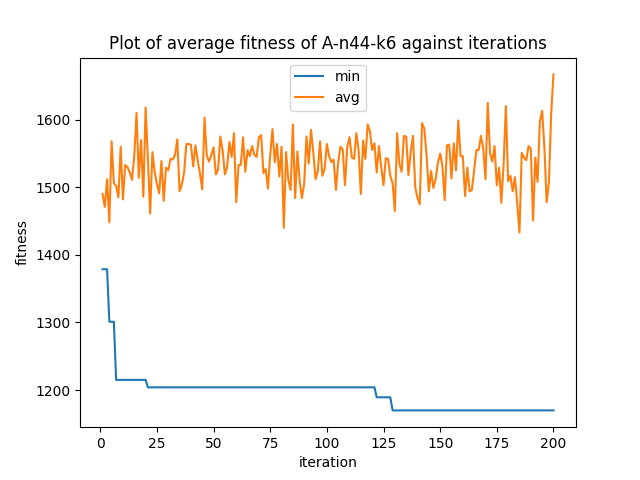 Plot of average fitness of A-n44-k6 against iterations
min
avg
1600
1500
1400
1300
1200
fitness
0 25 50 75 100 125 150 175 200
iteration